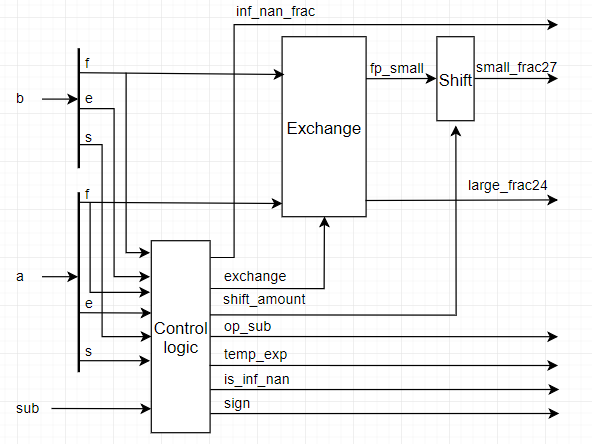 inf_nan_frac
f
fp_small
small_frac27
Shift
b
e
Exchange
s
large_frac24
f
a
exchange
shift_amount
e
Control
logic
op_sub
s
temp_exp
is_inf_nan
sub
sign